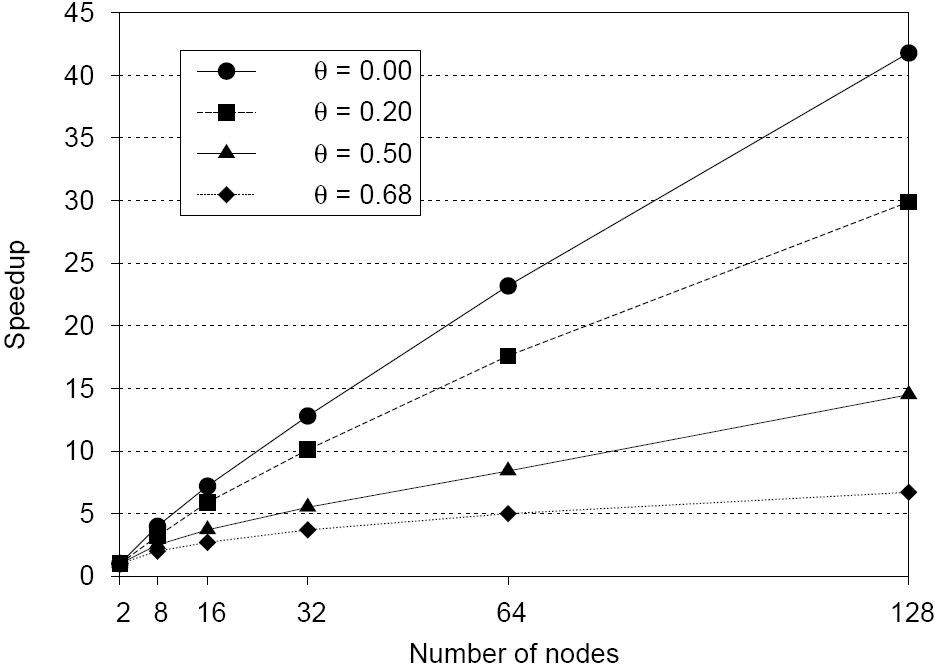 45
40
35
30
25
20
15
10
5
0
Speedup
θ = 0.00
θ = 0.20
θ = 0.50
θ = 0.68
2 8 16 32 64 128
Number of nodes